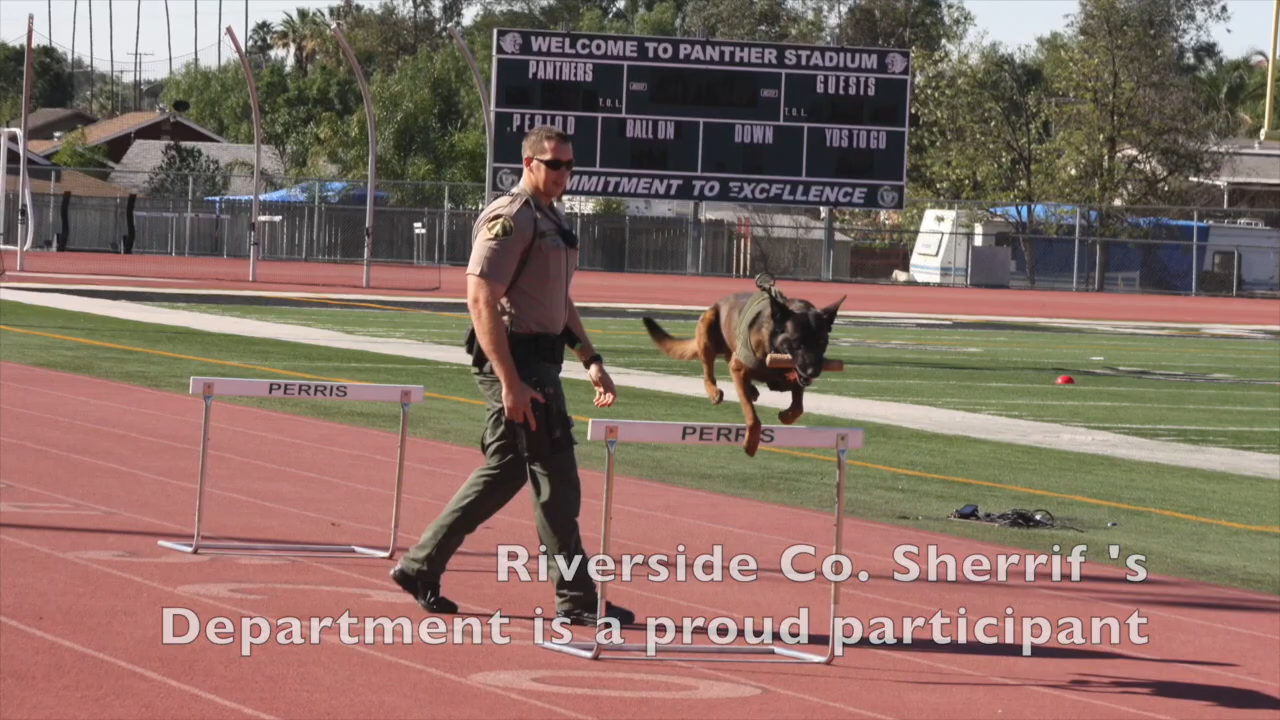 WELCOME TO PANTHER STADIUM
PANTHERS
GUESTS
T.O.L.
T.O.L.
PERIOD
BALL ON
DOWN
YDS TO GO
MMITMENT TO EXCELLENCE
PERRIS
PERRIS
Riverside Co. Sherrif 's
Department is a proud participant